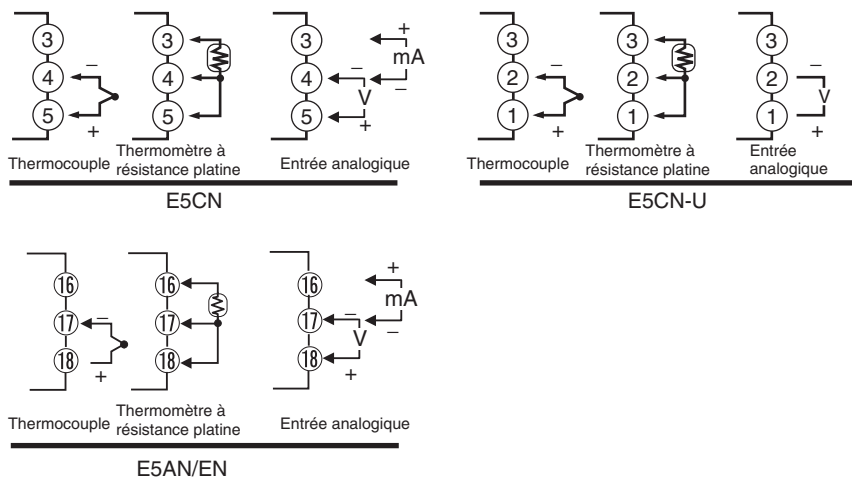 3
4
5
–
+
Thermocouple
3
4
5
Thermomètre à
résistance platine
3
4
5
+
mA
–
–
V
+
Entrée analogique
E5CN
3
2
1
–
+
Thermocouple
3
2
1
Thermomètre à
résistance platine
3
2
1
–
V
+
Entrée
analogique
E5CN-U
16
17
18
–
+
Thermocouple
16
17
18
Thermomètre à
résistance platine
16
17
18
+
mA
–
–
V
+
Entrée analogique
E5AN/EN